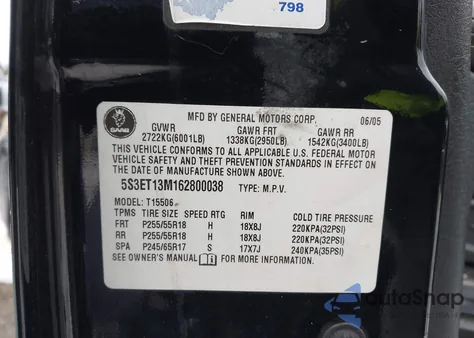 798
SAAB
MFD BY GENERAL MOTORS CORP. 06/05
GVWR GAWR FRT GAWR RR
2722KG(6001LB) 1338KG(2950LB) 1542KG(3400LB)
THIS VEHICLE CONFORMS TO ALL APPLICABLE U.S. FEDERAL MOTOR
VEHICLE SAFETY AND THEFT PREVENTION STANDARDS IN EFFECT ON
THE DATE OF MANUFACTURE SHOWN ABOVE.
5S3ET13M162800038 TYPE: M.P.V.
MODEL: T15506
TPMS TIRE SIZE SPEED RTG RIM COLD TIRE PRESSURE
FRT P255/55R18 H 18X8J 220KPA(32PSI)
RR P255/55R18 H 18X8J 220KPA(32PSI)
SPA P245/65R17 S 17X7J 240KPA(35PSI)
SEE OWNER'S MANUAL FOR MORE INFORMATION.
AutoSnap